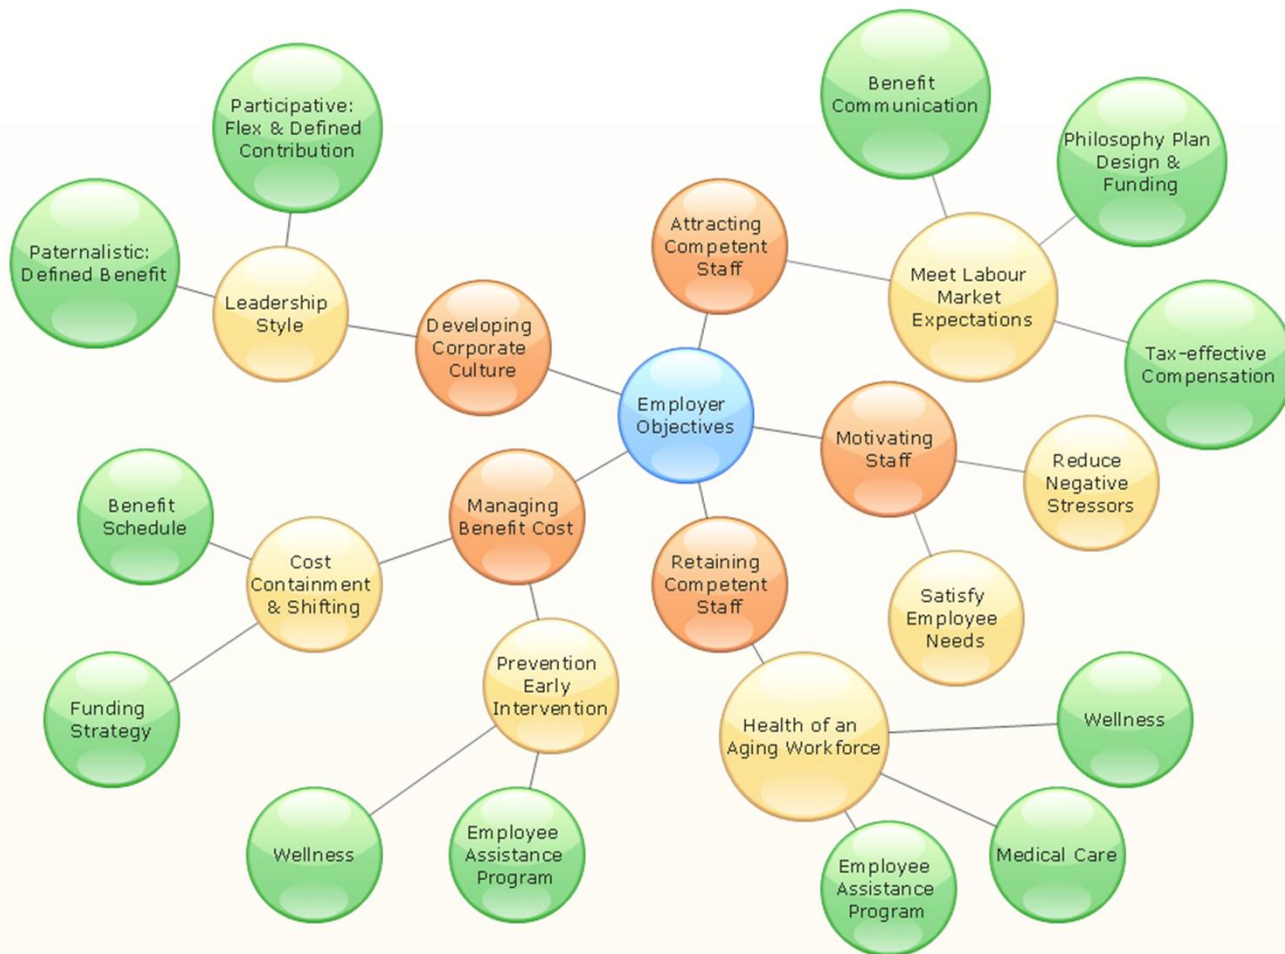 Participative:
Flex & Defined
Contribution
Paternalistic:
Defined Benefit
Leadership
Style
Developing
Corporate
Culture
Benefit
Communication
Philosophy Plan
Design &
Funding
Attracting
Competent
Staff
Meet Labour
Market
Expectations
Tax-effective
Compensation
Employer
Objectives
Motivating
Staff
Reduce
Negative
Stressors
Satisfy
Employee
Needs
Managing
Benefit Cost
Retaining
Competent
Staff
Benefit
Schedule
Cost
Containment
& Shifting
Funding
Strategy
Prevention
Early
Intervention
Wellness
Employee
Assistance
Program
Health of an
Aging Workforce
Wellness
Medical Care
Employee
Assistance
Program